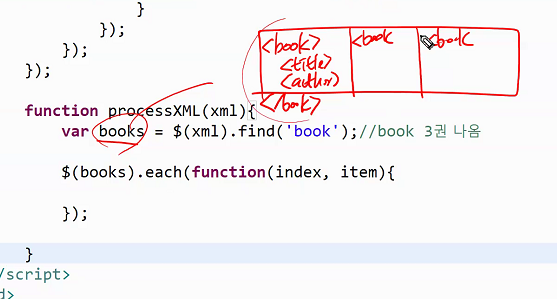 }
});
});
});
<book> <book <book
<title>
<author>
</book>
function processXML(xml){
var books = $(xml).find('book');//book 3권 나옴
$(books).each(function(index, item){
});
}
/script>
d>